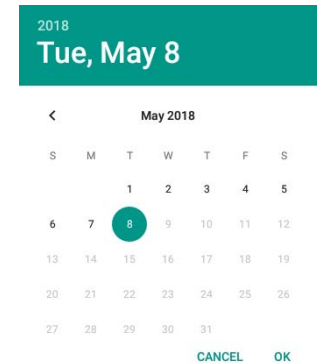 2018
Tue, May 8
May 2018
S M T W T F S
1 2 3 4 5
6 7 8 9 10 11 12
13 14 15 16 17 18 19
20 21 22 23 24 25 26
27 28 29 30 31
CANCEL OK